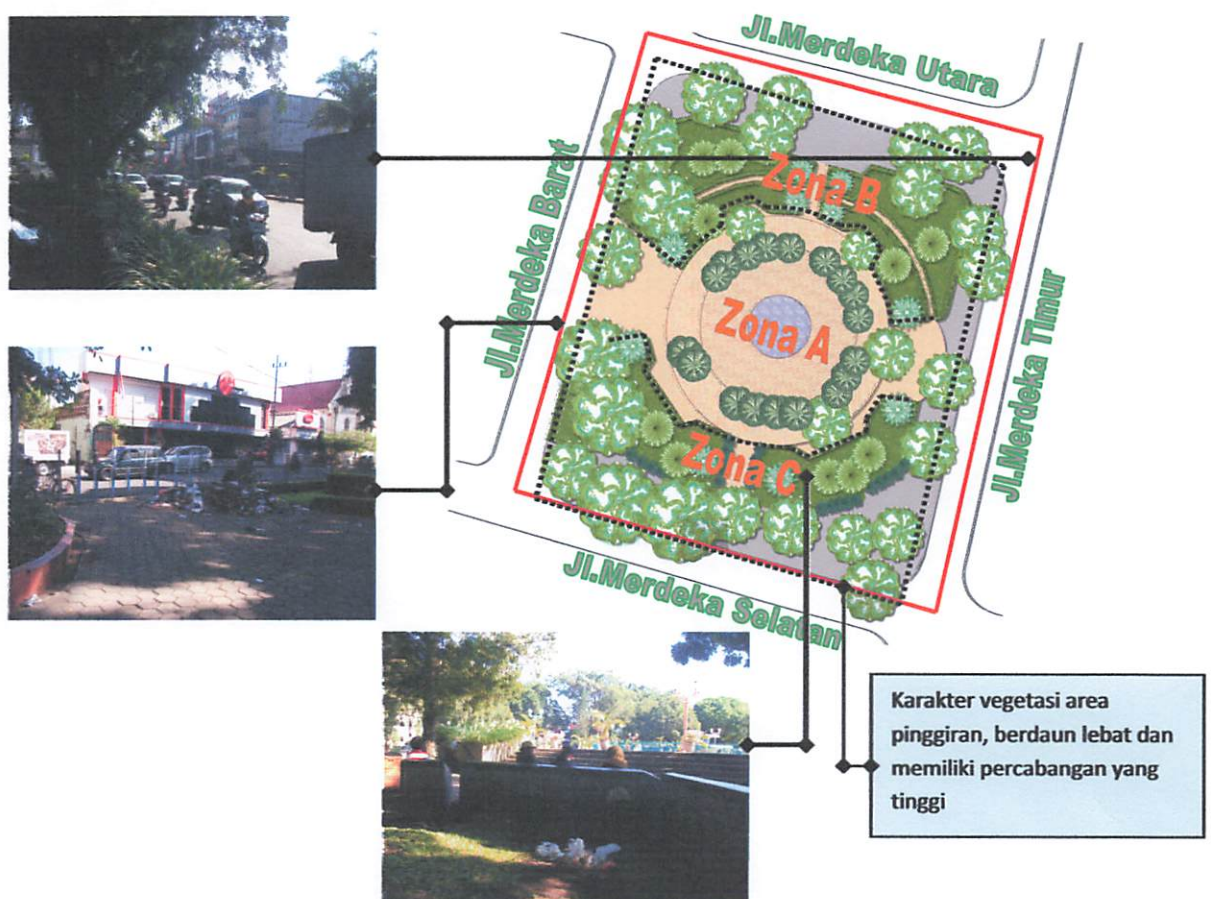 Jl.Merdeka Utara
Jl.Merdeka Barat
Zona B
Zona A
Jl.Merdeka Timur
Zona C
Jl.Merdeka Selatan
Karakter vegetasi area
pinggiran, berdaun lebat dan
memiliki percabangan yang
tinggi